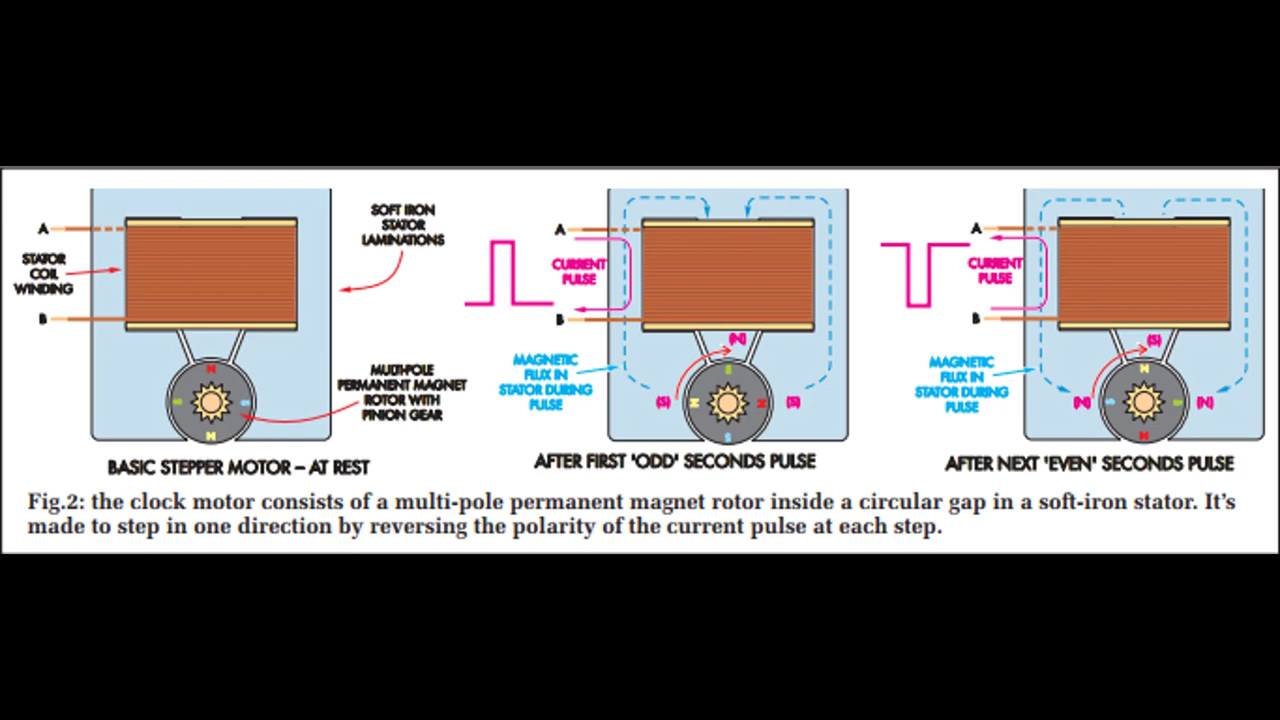 A
STATOR
COIL
WINDING
B
SOFT IRON
STATOR
LAMINATIONS
MULTI-POLE
PERMANENT MAGNET
ROTOR WITH
PINION GEAR
N
S
S
N
BASIC STEPPER MOTOR – AT REST
A
CURRENT
PULSE
B
MAGNETIC
FLUX IN
STATOR DURING
PULSE
(N)
(S)
(S)
S
N
N
S
AFTER FIRST 'ODD' SECONDS PULSE
A
CURRENT
PULSE
B
MAGNETIC
FLUX IN
STATOR DURING
PULSE
(S)
(N)
(N)
N
S
S
N
AFTER NEXT 'EVEN' SECONDS PULSE
Fig.2: the clock motor consists of a multi-pole permanent magnet rotor inside a circular gap in a soft-iron stator. It's
made to step in one direction by reversing the polarity of the current pulse at each step.